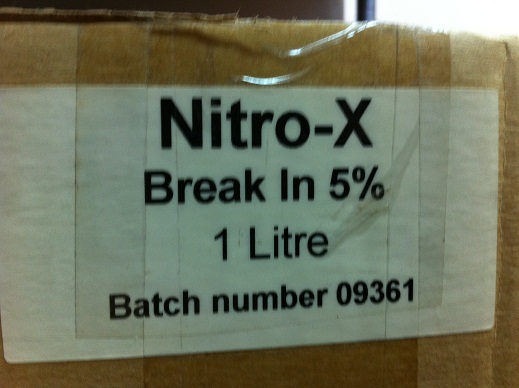 Nitro-X
Break In 5%
1 Litre
Batch number 09361